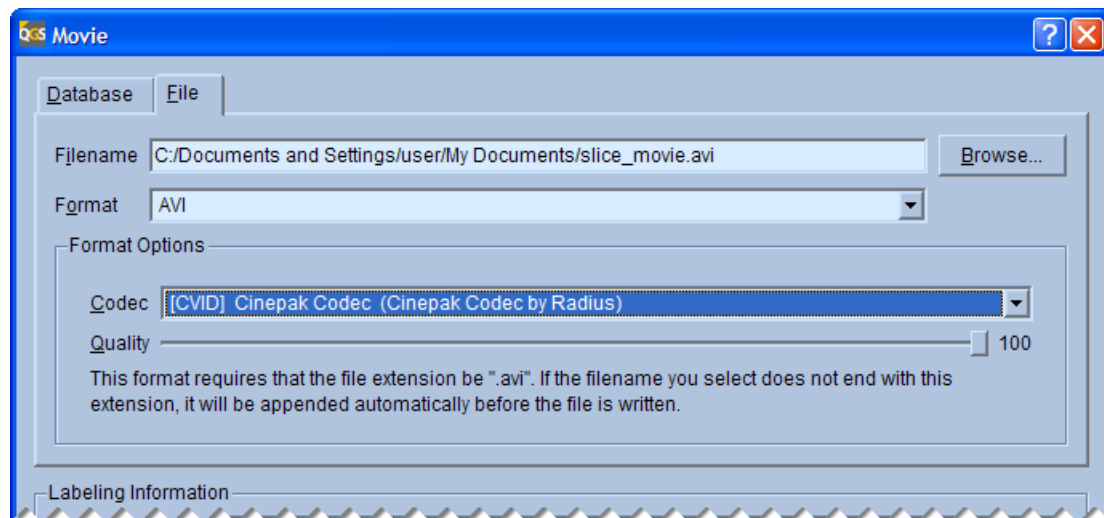 QGS Movie
Database File
Filename C:/Documents and Settings/user/My Documents/slice_movie.avi Browse...
Format AVI
Format Options
Codec [CVID] Cinepak Codec (Cinepak Codec by Radius)
Quality 100
This format requires that the file extension be ".avi". If the filename you select does not end with this
extension, it will be appended automatically before the file is written.
Labeling Information